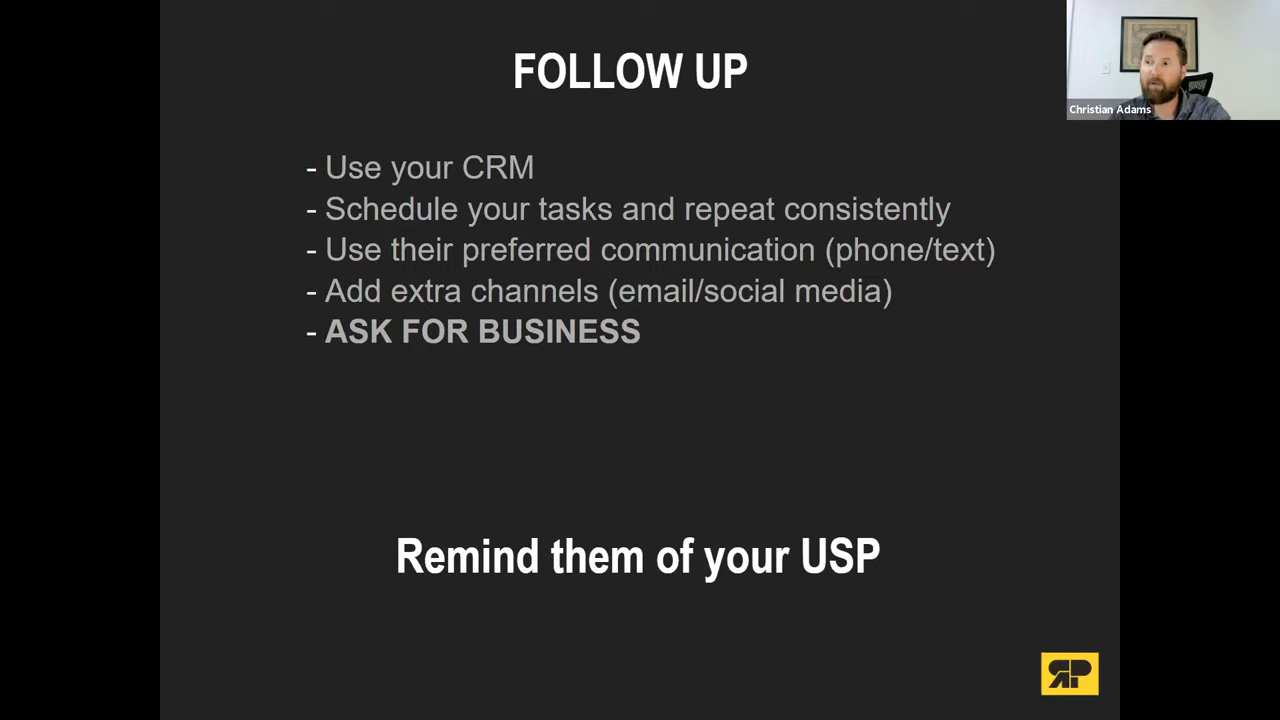 FOLLOW UP
Christian Adams
- Use your CRM
- Schedule your tasks and repeat consistently
- Use their preferred communication (phone/text)
- Add extra channels (email/social media)
- ASK FOR BUSINESS
Remind them of your USP